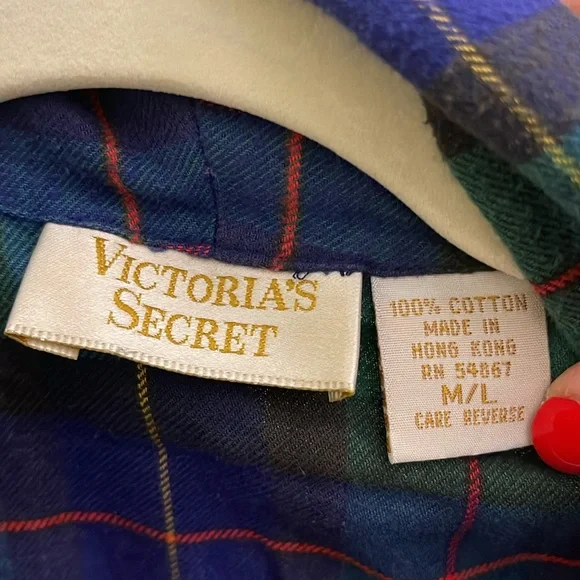 VICTORIA'S
SECRET
100% COTTON
MADE IN
HONG KONG
RN 54867
M/L
CARE REVERSE